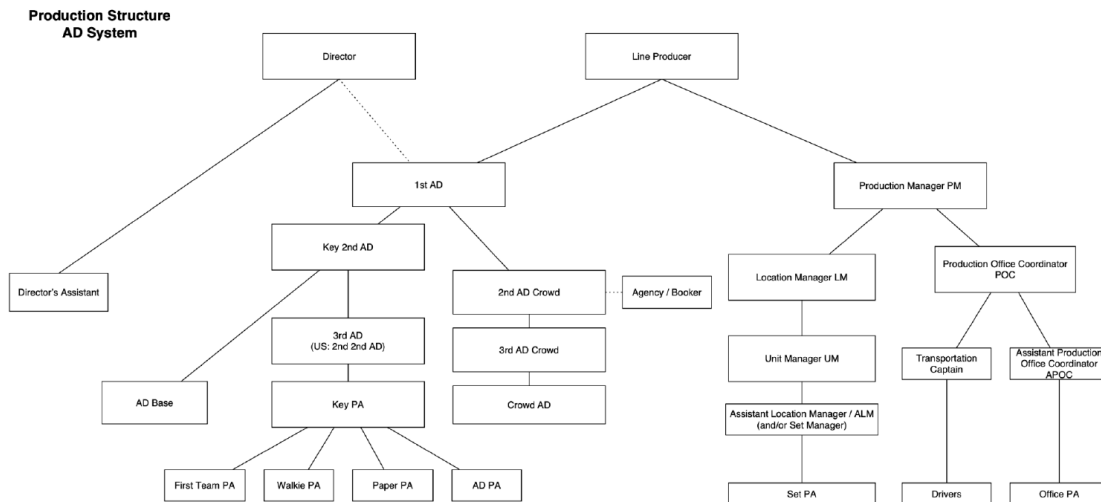 Production Structure
AD System
Director
Line Producer
1st AD
Production Manager PM
Key 2nd AD
Production Office Coordinator
POC
Location Manager LM
Director's Assistant
2nd AD Crowd
Agency / Booker
3rd AD
(US: 2nd 2nd AD)
3rd AD Crowd
Unit Manager UM
Transportation
Captain
Assistant Production
Office Coordinator
APOC
AD Base
Key PA
Crowd AD
Assistant Location Manager / ALM
(and/or Set Manager)
First Team PA
Walkie PA
Paper PA
AD PA
Set PA
Drivers
Office PA